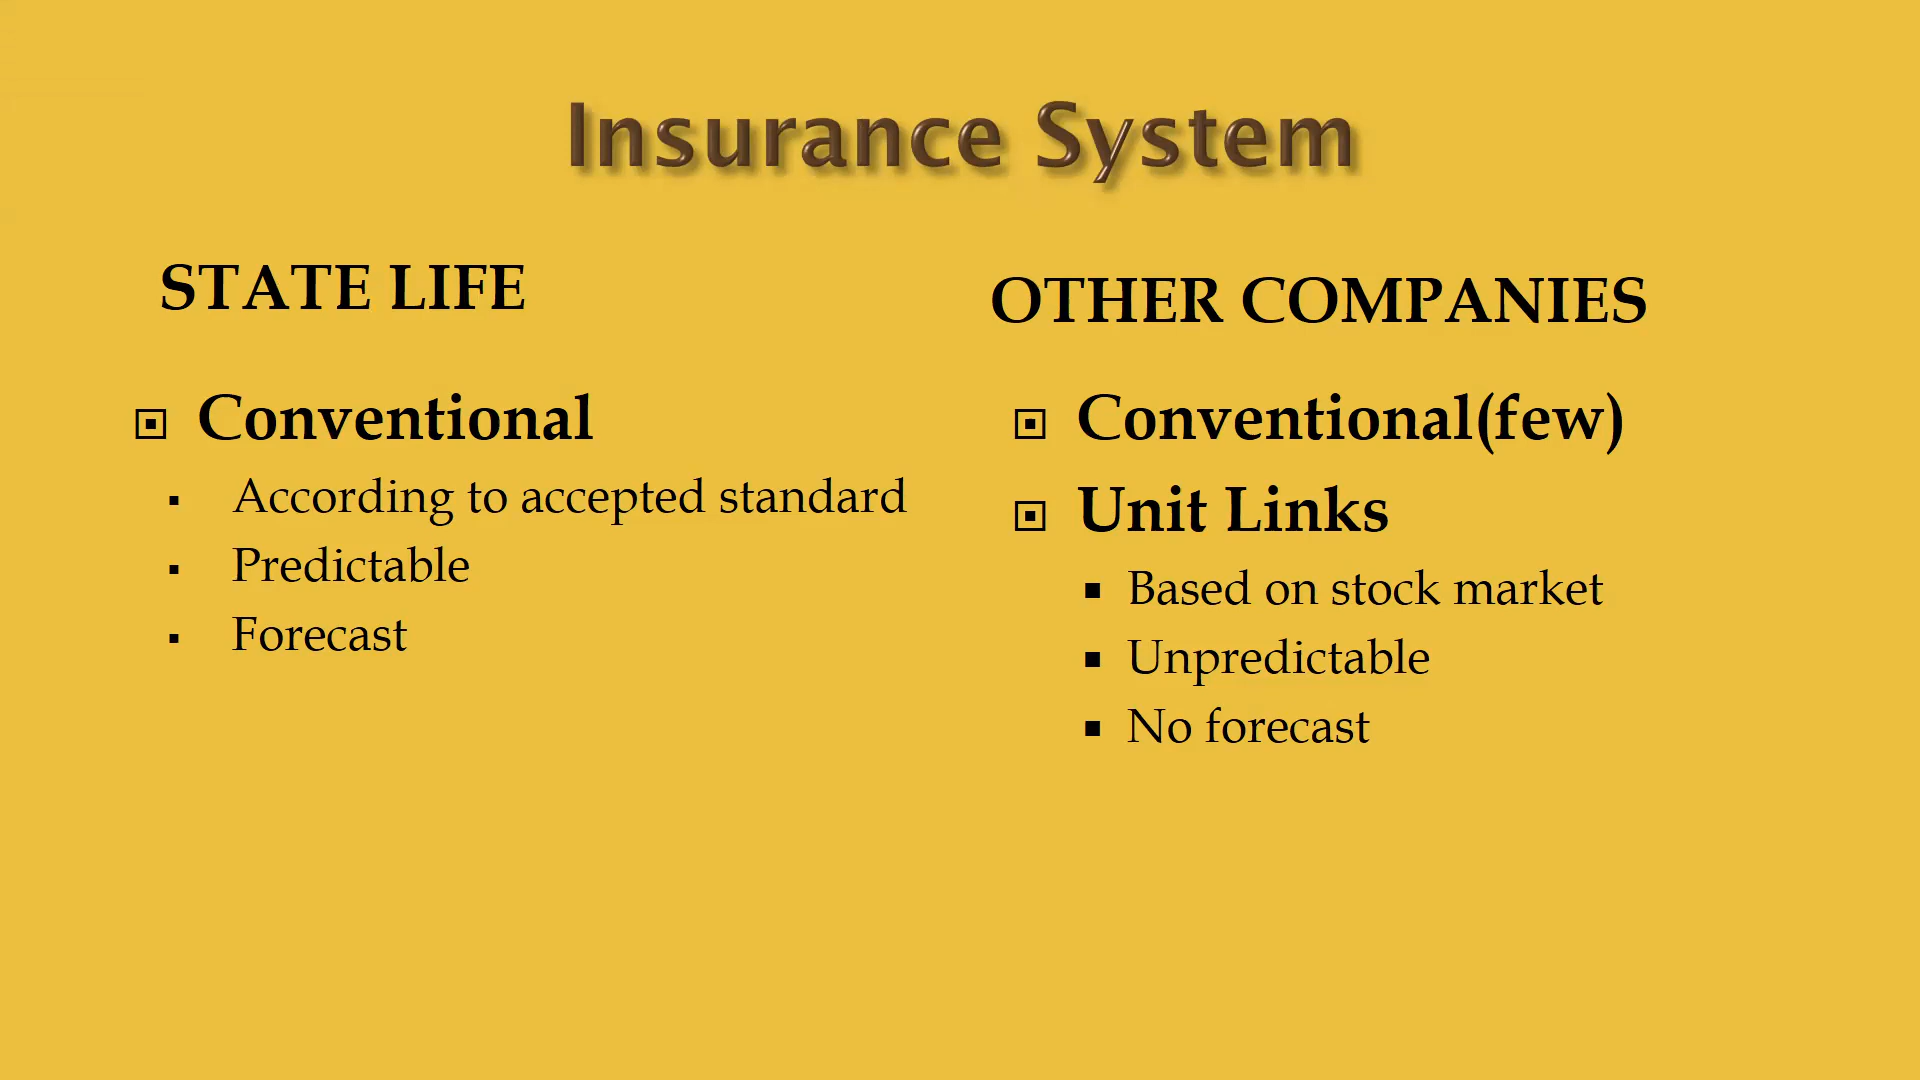 Insurance System
STATE LIFE
Conventional
According to accepted standard
Predictable
Forecast
OTHER COMPANIES
Conventional(few)
Unit Links
Based on stock market
Unpredictable
No forecast